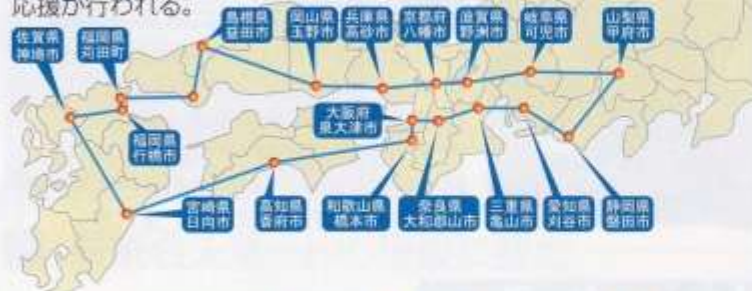 応援が行われる。
佐賀県
神埼市
福岡県
苅田町
島根県
益田市
岡山県
玉野市
兵庫県
高砂市
京都府
八幡市
滋賀県
野洲市
岐阜県
可児市
山梨県
甲府市
福岡県
行橋市
大阪府
泉大津市
宮崎県
日向市
高知県
香南市
和歌山県
橋本市
奈良県
大和郡山市
三重県
亀山市
愛知県
刈谷市
静岡県
磐田市